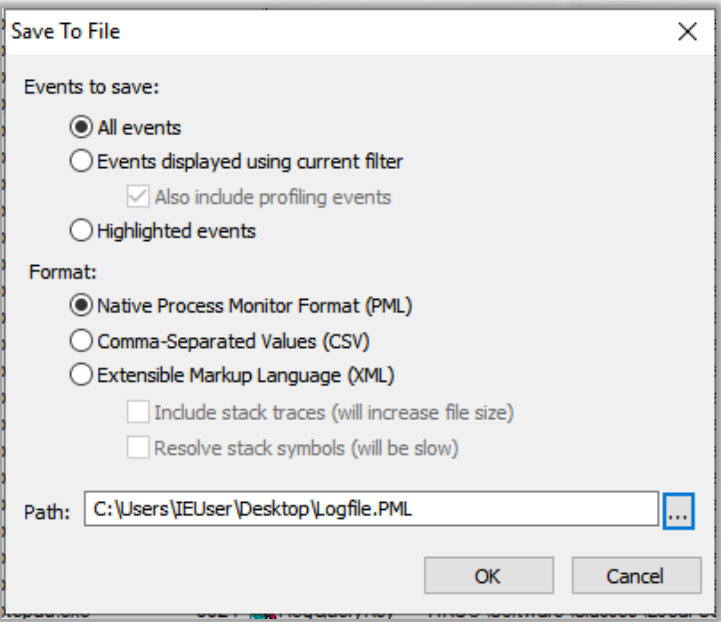 Save To File
Events to save:
All events
Events displayed using current filter
Also include profiling events
Highlighted events
Format:
Native Process Monitor Format (PML)
Comma-Separated Values (CSV)
Extensible Markup Language (XML)
Include stack traces (will increase file size)
Resolve stack symbols (will be slow)
Path: C:\Users\IEUser\Desktop\Logfile.PML ...
OK Cancel